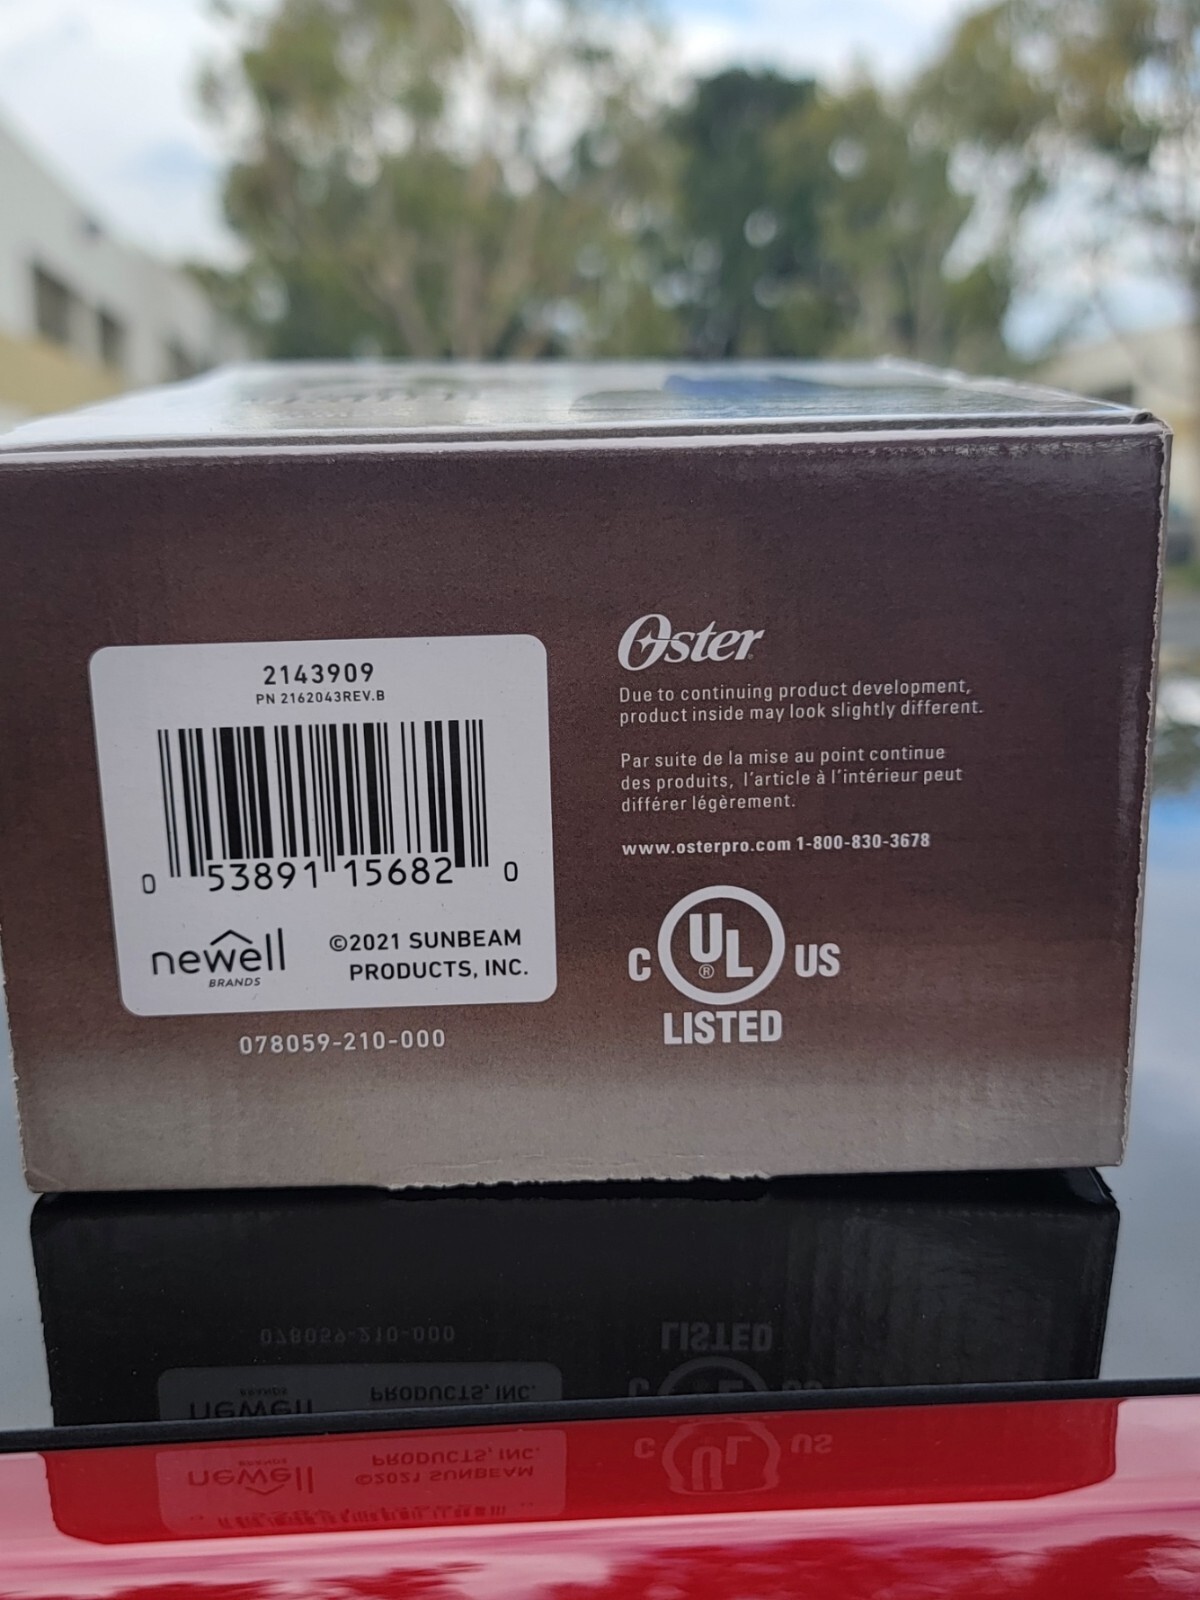 2143909
PN 2162043REV.B
0 53891 15682 0
newell
BRANDS
©2021 SUNBEAM
PRODUCTS, INC.
078059-210-000
Oster
Due to continuing product development,
product inside may look slightly different.
Par suite de la mise au point continue
des produits, l'article à l'intérieur peut
différer légèrement.
www.osterpro.com 1-800-830-3678
C UL® US
LISTED